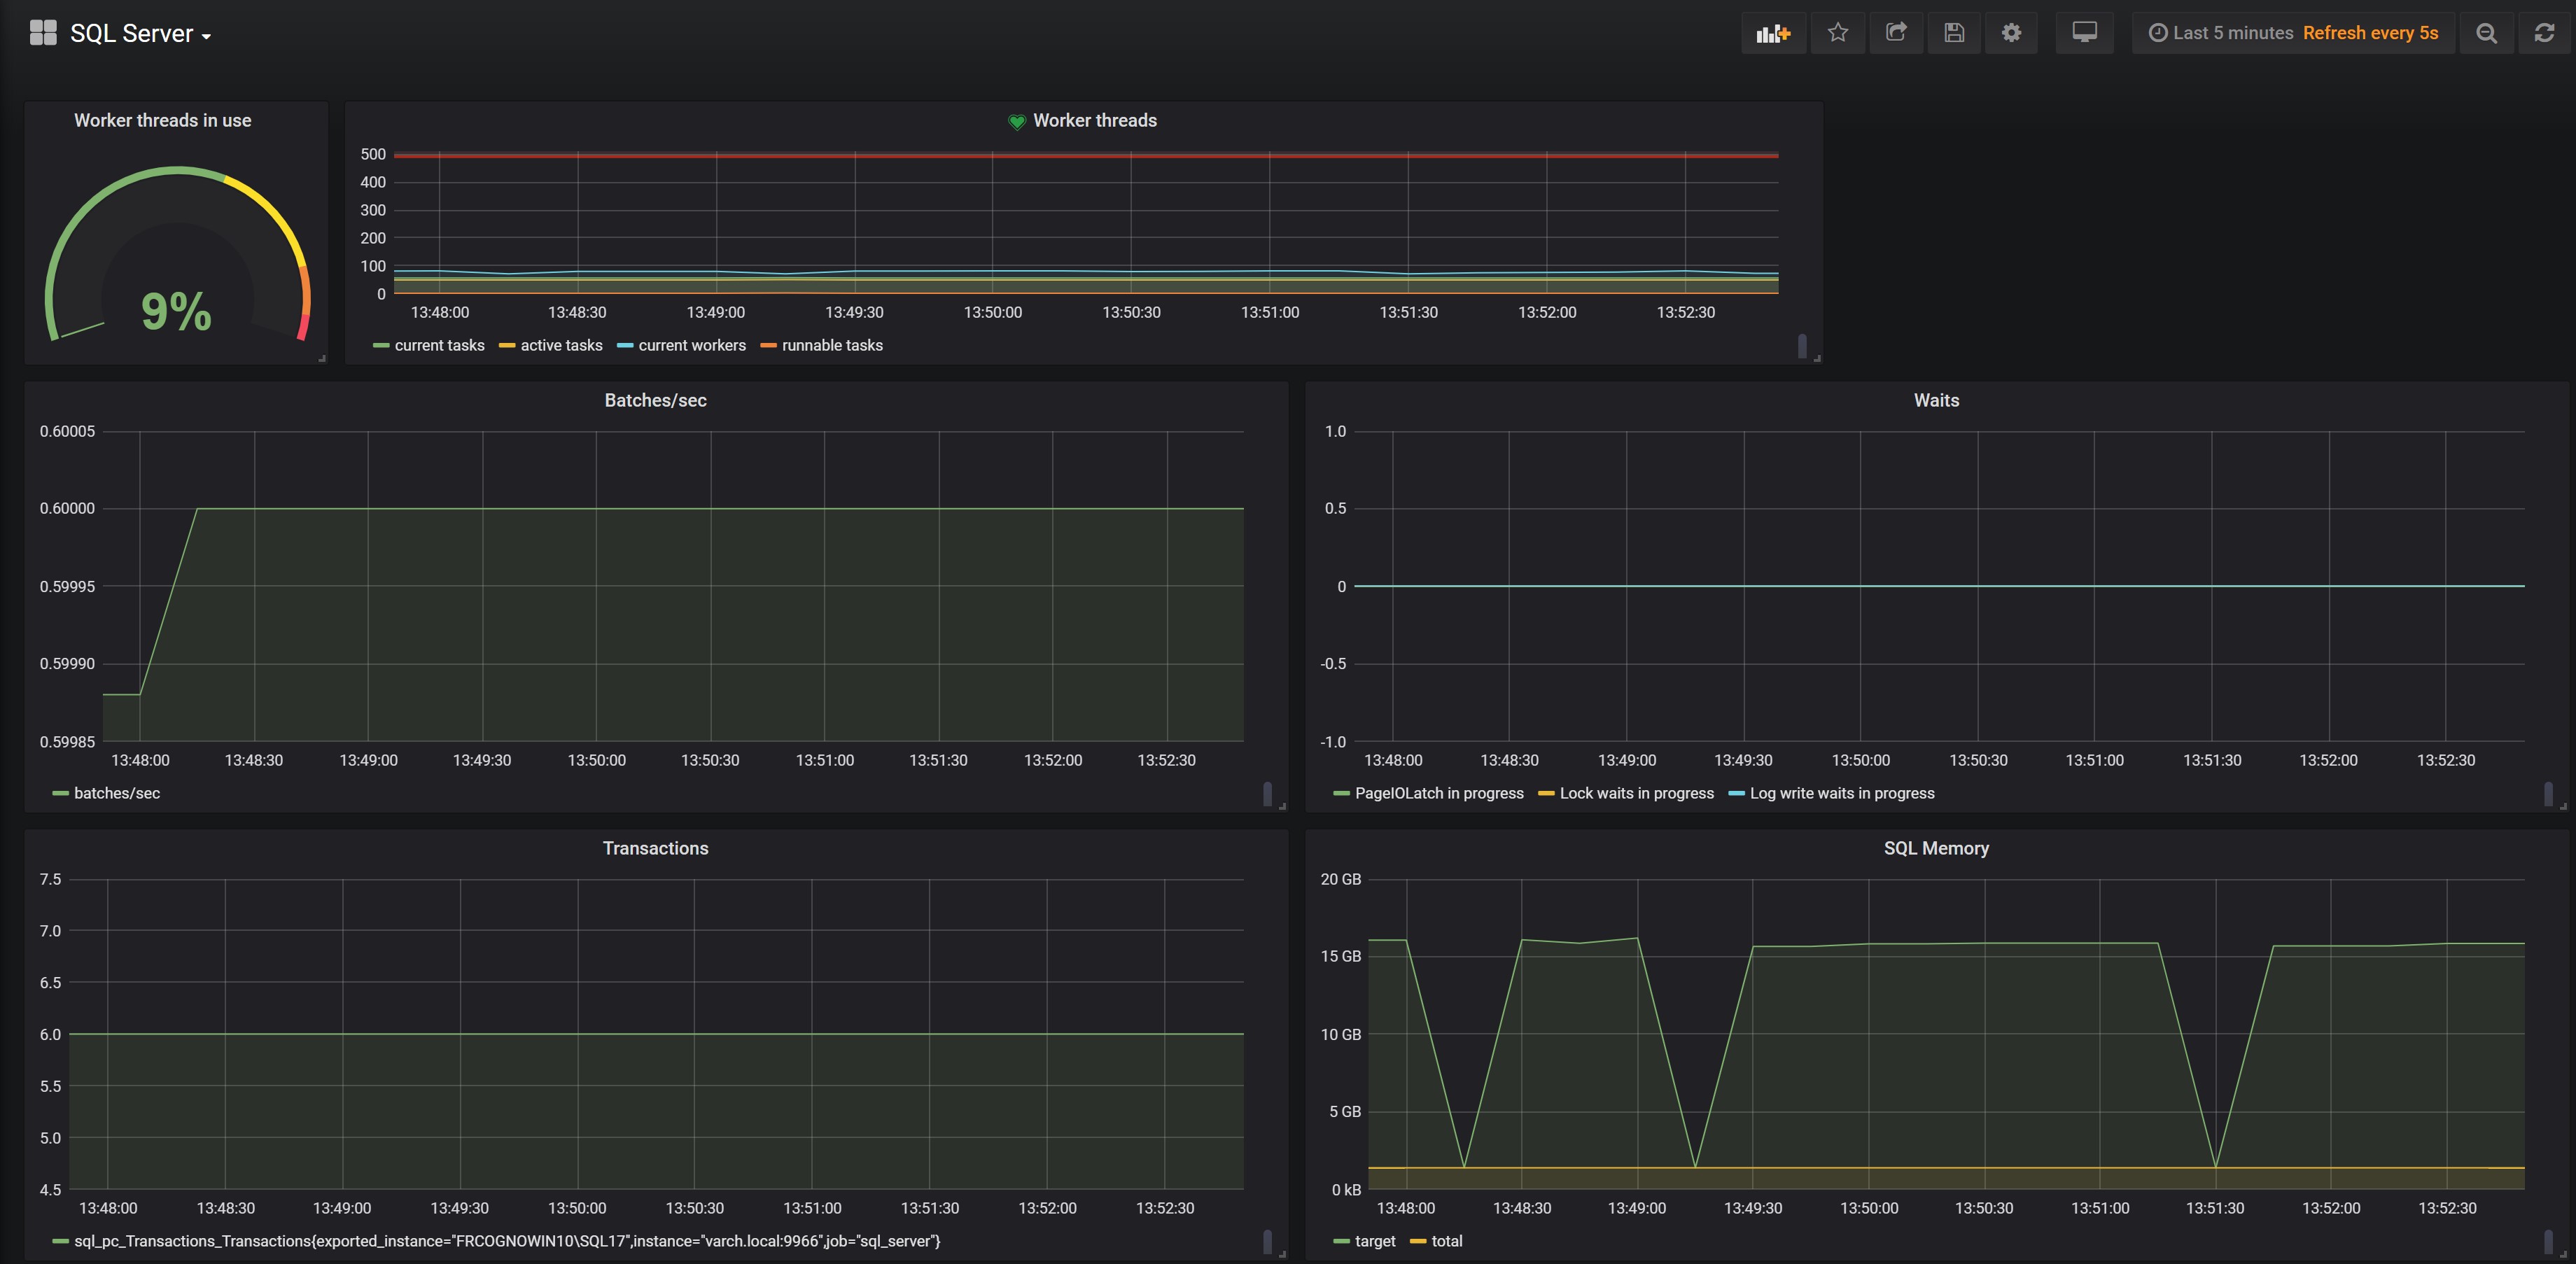 SQL Server
Last 5 minutes Refresh every 5s
Worker threads in use
9%
Worker threads
500
400
300
200
100
0
13:48:00 13:48:30 13:49:00 13:49:30 13:50:00 13:50:30 13:51:00 13:51:30 13:52:00 13:52:30
current tasks active tasks current workers runnable tasks
Batches/sec
0.60005
0.60000
0.59995
0.59990
0.59985
13:48:00 13:48:30 13:49:00 13:49:30 13:50:00 13:50:30 13:51:00 13:51:30 13:52:00 13:52:30
batches/sec
Waits
1.0
0.5
0
-0.5
-1.0
13:48:00 13:48:30 13:49:00 13:49:30 13:50:00 13:50:30 13:51:00 13:51:30 13:52:00 13:52:30
PageIOLatch in progress Lock waits in progress Log write waits in progress
Transactions
7.5
7.0
6.5
6.0
5.5
5.0
4.5
13:48:00 13:48:30 13:49:00 13:49:30 13:50:00 13:50:30 13:51:00 13:51:30 13:52:00 13:52:30
sql_pc_Transactions_Transactions{exported_instance="FRCOGNOWIN10\SQL17",instance="varch.local:9966",job="sql_server"}
SQL Memory
20 GB
15 GB
10 GB
5 GB
0 kB
13:48:00 13:48:30 13:49:00 13:49:30 13:50:00 13:50:30 13:51:00 13:51:30 13:52:00 13:52:30
target total